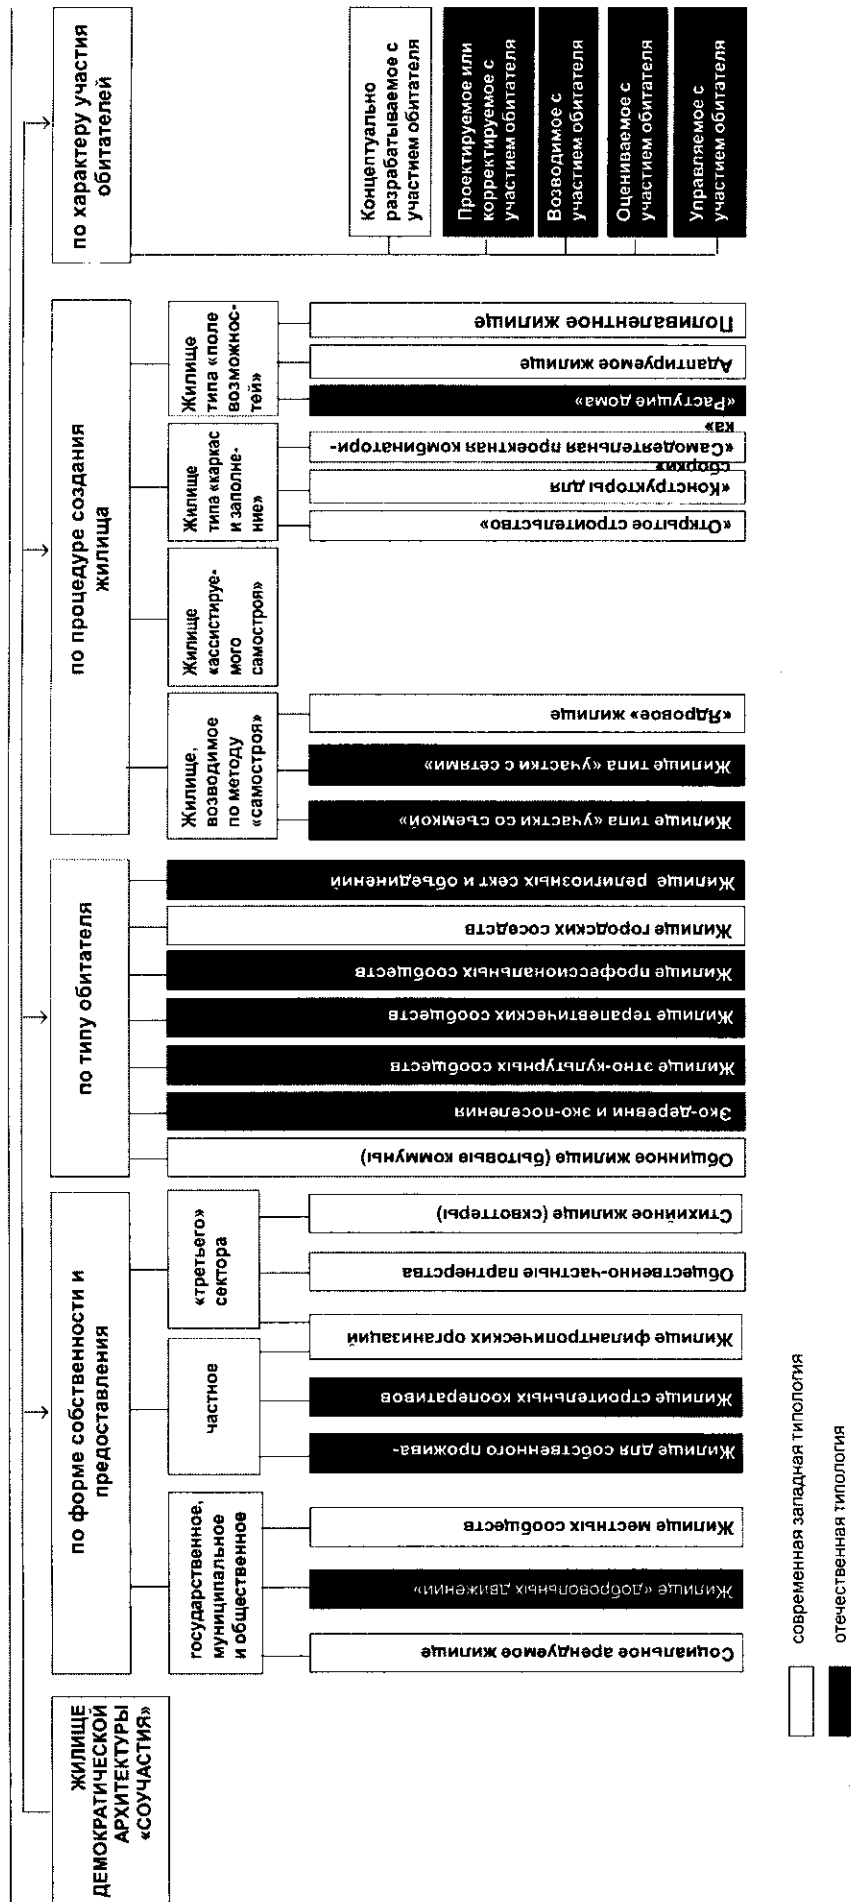 ЖИЛИЩЕ
ДЕМОКРАТИЧЕСКОЙ
АРХИТЕКТУРЫ
«СОУЧАСТИЯ»
по форме собственности и
предоставления
государственное,
муниципальное
и общественное
Социальное арендуемое жилище
Жилище «добровольных движений»
Жилище местных сообществ
частное
Жилище для собственного прожива-
Жилище строительных кооперативов
Жилище филантропических организаций
«третьего»
сектора
Общественно-частные партнерства
Стихийное жилище (сквоттеры)
по типу обитателя
Общинное жилище (бытовые коммуны)
Эко-деревни и эко-поселения
Жилище этно-культурных сообществ
Жилище терапевтических сообществ
Жилище профессиональных сообществ
Жилище городских соседств
Жилище религиозных сект и объединений
по процедуре создания
жилища
Жилище,
возводимое
по методу
«самостроя»
Жилище типа «участки со съемкой»
Жилище типа «участки с сетями»
«Ядровое» жилище
Жилище
«ассистируе-
мого
самостроя»
Жилище
типа «каркас
и заполне-
ние»
«Открытое строительство»
«Конструкторы для
сборки»
«Самодеятельная проектная комбинатори-
ка»
Жилище
типа «поле
возможнос-
тей»
«Растущие дома»
Адаптируемое жилище
Поливалентное жилище
по характеру участия
обитателей
Концептуально
разрабатываемое с
участием обитателя
Проектируемое или
корректируемое с
участием обитателя
Возводимое с
участием обитателя
Оцениваемое с
участием обитателя
Управляемое с
участием обитателя
современная западная типология
отечественная типология